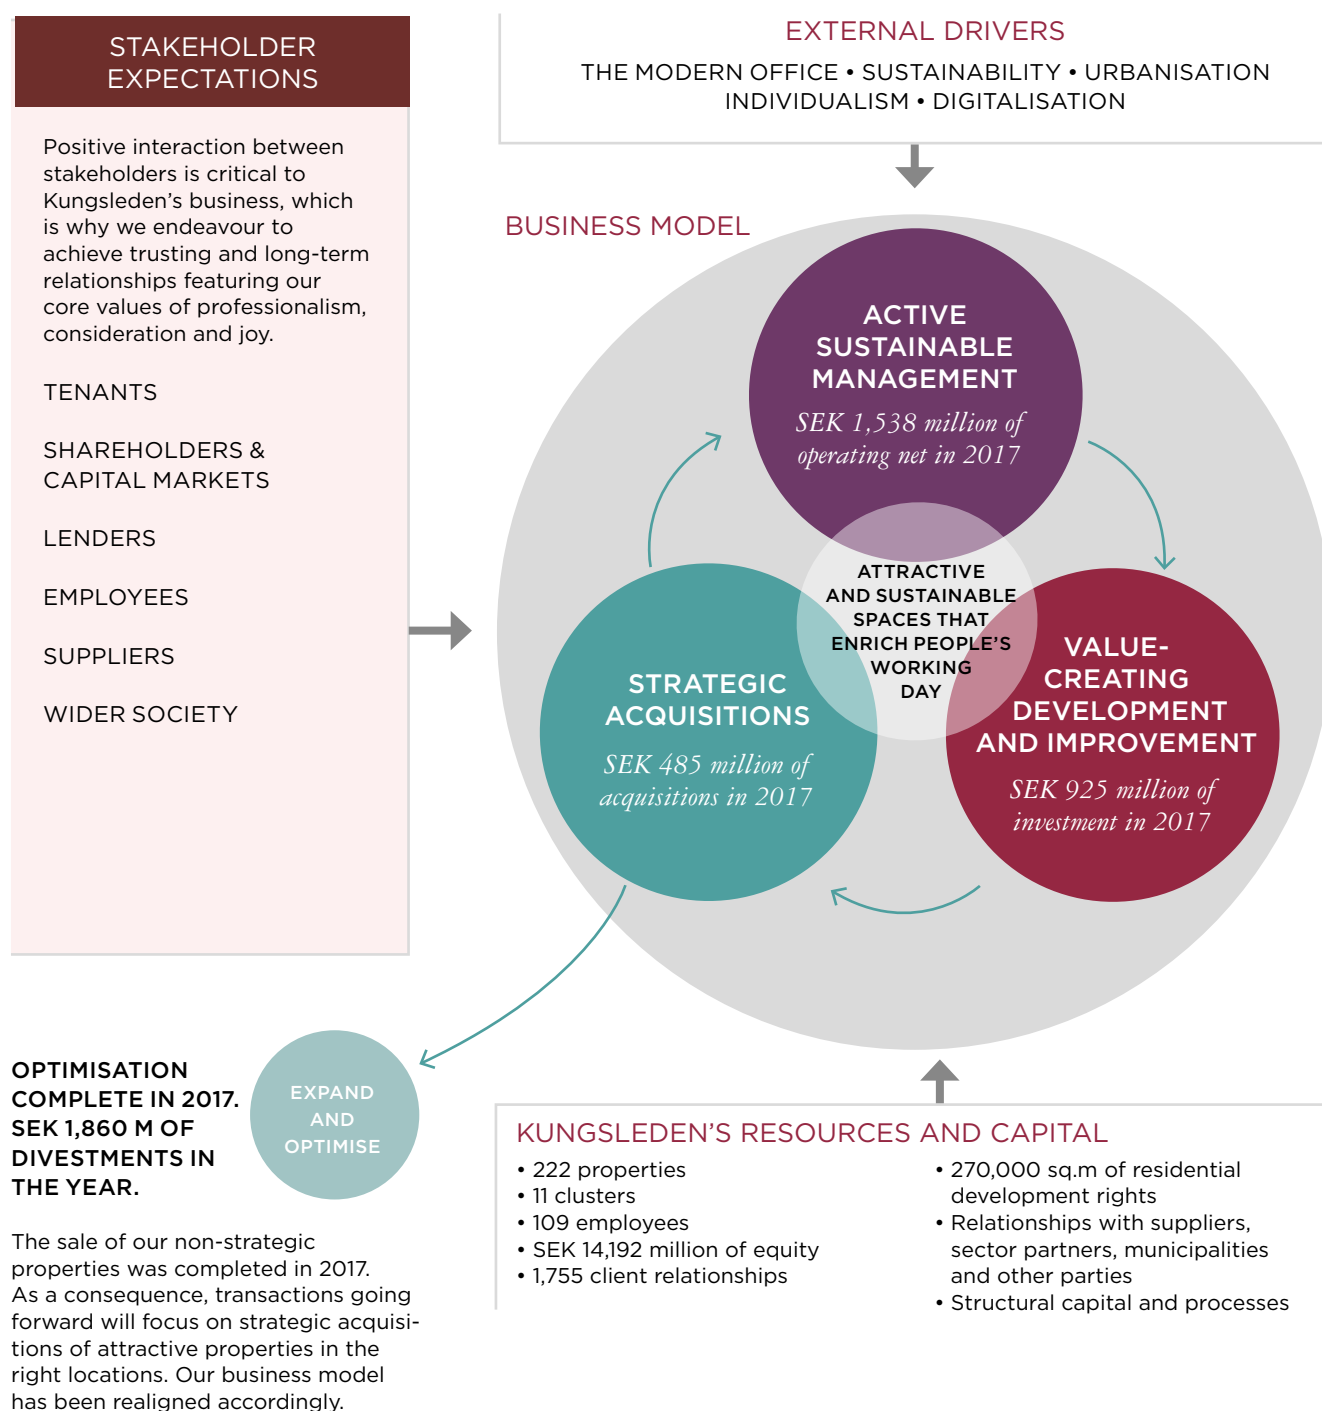 STAKEHOLDER
EXPECTATIONS
Positive interaction between
stakeholders is critical to
Kungsleden's business, which
is why we endeavour to
achieve trusting and long-term
relationships featuring our
core values of professionalism,
consideration and joy.
TENANTS
SHAREHOLDERS &
CAPITAL MARKETS
LENDERS
EMPLOYEES
SUPPLIERS
WIDER SOCIETY
EXTERNAL DRIVERS
THE MODERN OFFICE • SUSTAINABILITY • URBANISATION
INDIVIDUALISM • DIGITALISATION
BUSINESS MODEL
ACTIVE
SUSTAINABLE
MANAGEMENT
SEK 1,538 million of
operating net in 2017
ATTRACTIVE
AND SUSTAINABLE
SPACES THAT
ENRICH PEOPLE'S
WORKING
DAY
STRATEGIC
ACQUISITIONS
SEK 485 million of
acquisitions in 2017
VALUE-
CREATING
DEVELOPMENT
AND IMPROVEMENT
SEK 925 million of
investment in 2017
OPTIMISATION
COMPLETE IN 2017.
SEK 1,860 M OF
DIVESTMENTS IN
THE YEAR.
EXPAND
AND
OPTIMISE
The sale of our non-strategic
properties was completed in 2017.
As a consequence, transactions going
forward will focus on strategic acquisi-
tions of attractive properties in the
right locations. Our business model
has been realigned accordingly.
KUNGSLEDEN'S RESOURCES AND CAPITAL
• 222 properties
• 11 clusters
• 109 employees
• SEK 14,192 million of equity
• 1,755 client relationships
• 270,000 sq.m of residential
development rights
• Relationships with suppliers,
sector partners, municipalities
and other parties
• Structural capital and processes